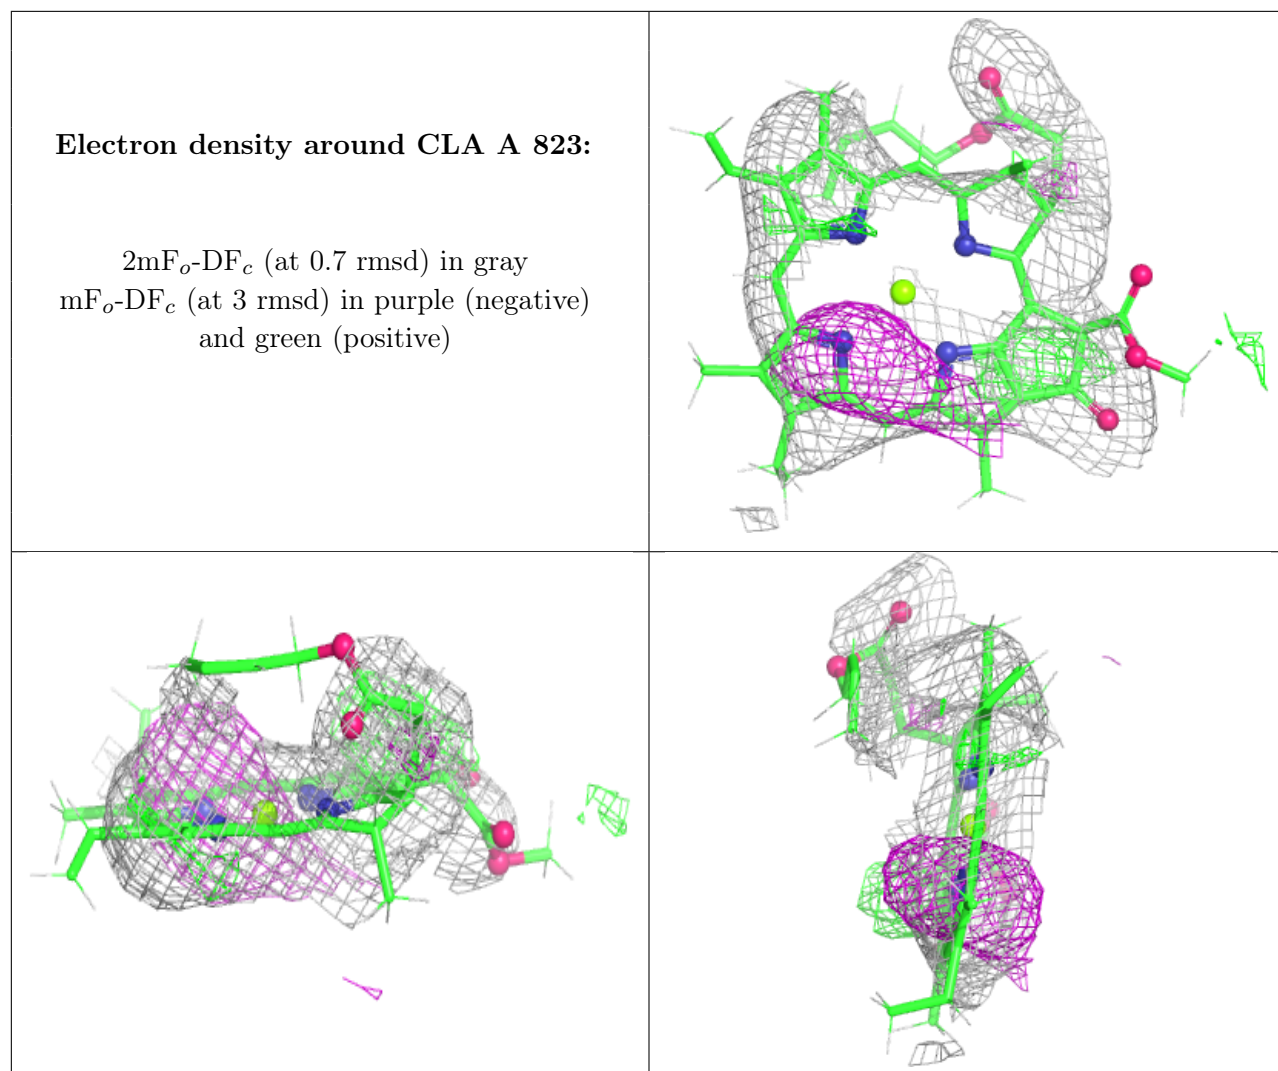 Electron density around CLA A 823:
2mFo-DFc (at 0.7 rmsd) in gray
mFo-DFc (at 3 rmsd) in purple (negative)
and green (positive)